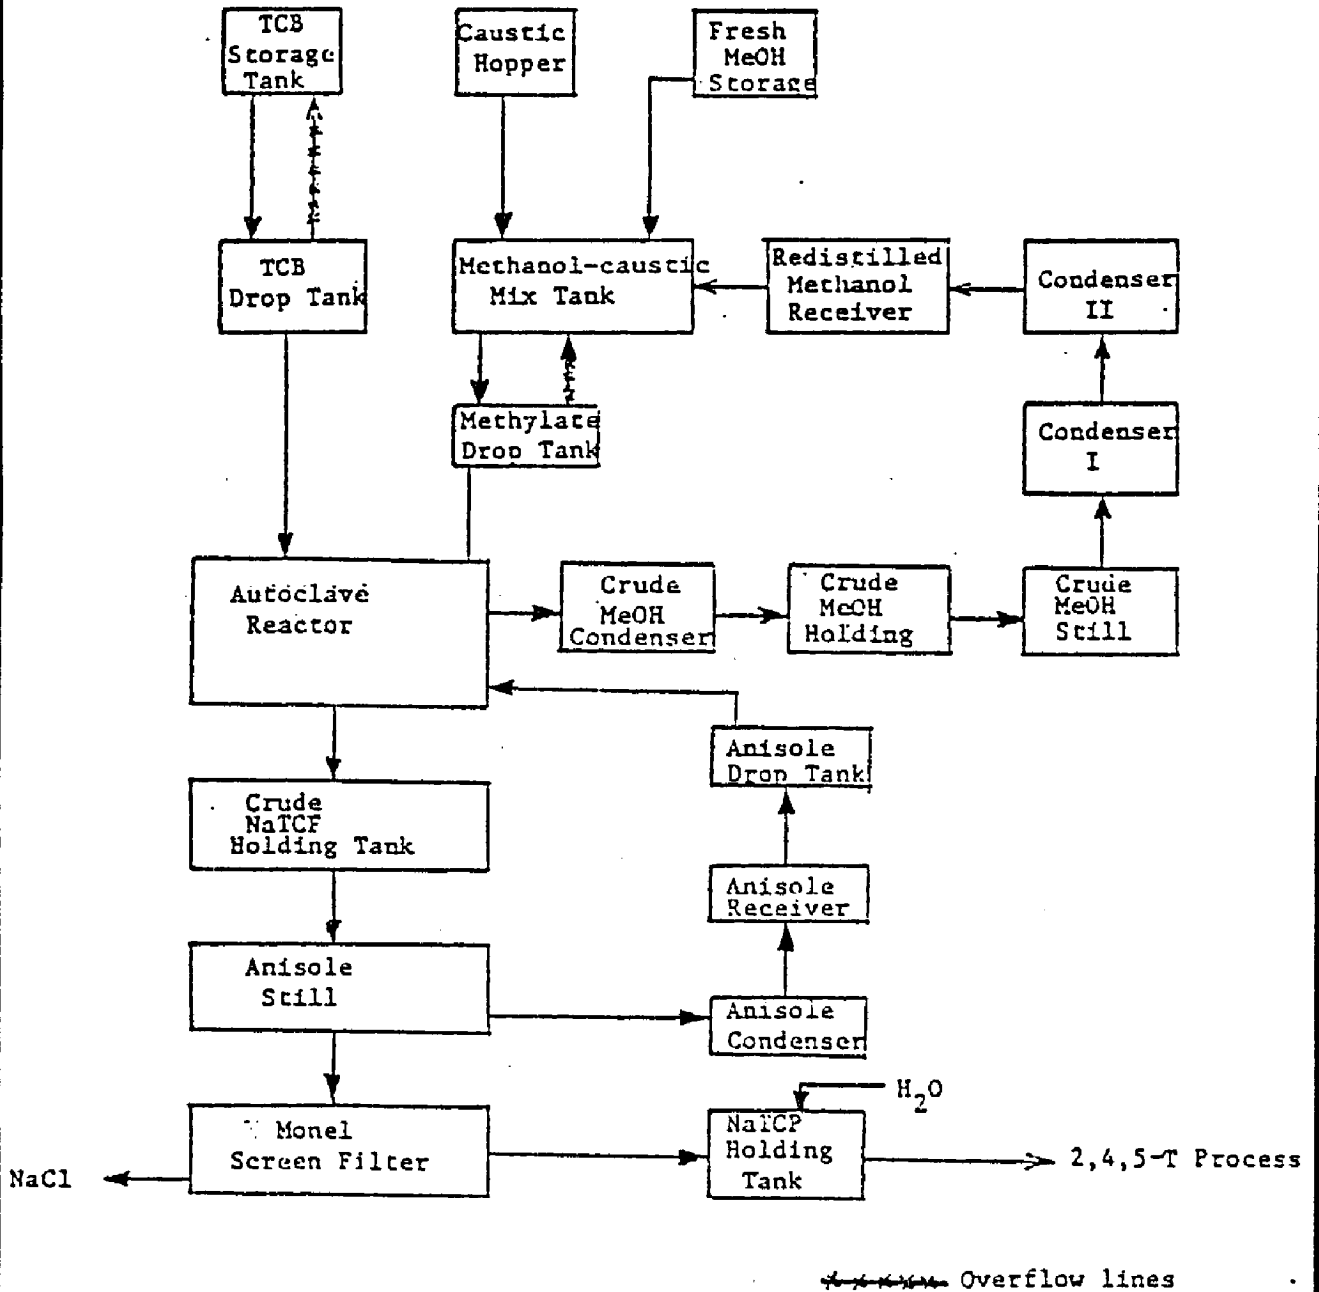 TCB
Storage
Tank
Caustic
Hopper
Fresh
MeOH
Storage
TCB
Drop Tank
Methanol-caustic
Mix Tank
Redistilled
Methanol
Receiver
Condenser
II
Methylate
Drop Tank
Condenser
I
Autoclave
Reactor
Crude
MeOH
Condenser
Crude
MeOH
Holding
Crude
MeOH
Still
Anisole
Drop Tank
Crude
NaTCP
Holding Tank
Anisole
Receiver
Anisole
Still
Anisole
Condenser
H2O
Monel
Screen Filter
NaTCP
Holding
Tank
NaCl
2,4,5-T Process
Overflow lines